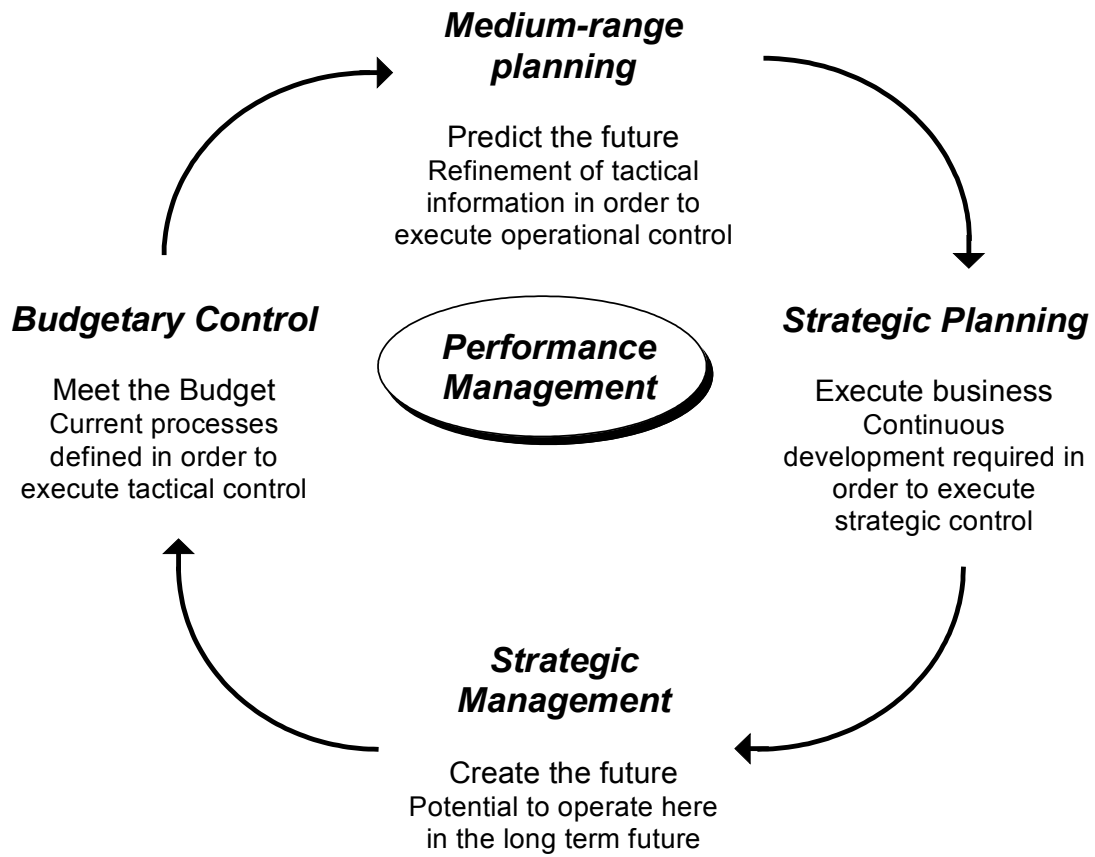 Medium-range
planning
Predict the future
Refinement of tactical
information in order to
execute operational control
Budgetary Control
Meet the Budget
Current processes
defined in order to
execute tactical control
Performance
Management
Strategic Planning
Execute business
Continuous
development required in
order to execute
strategic control
Strategic
Management
Create the future
Potential to operate here
in the long term future